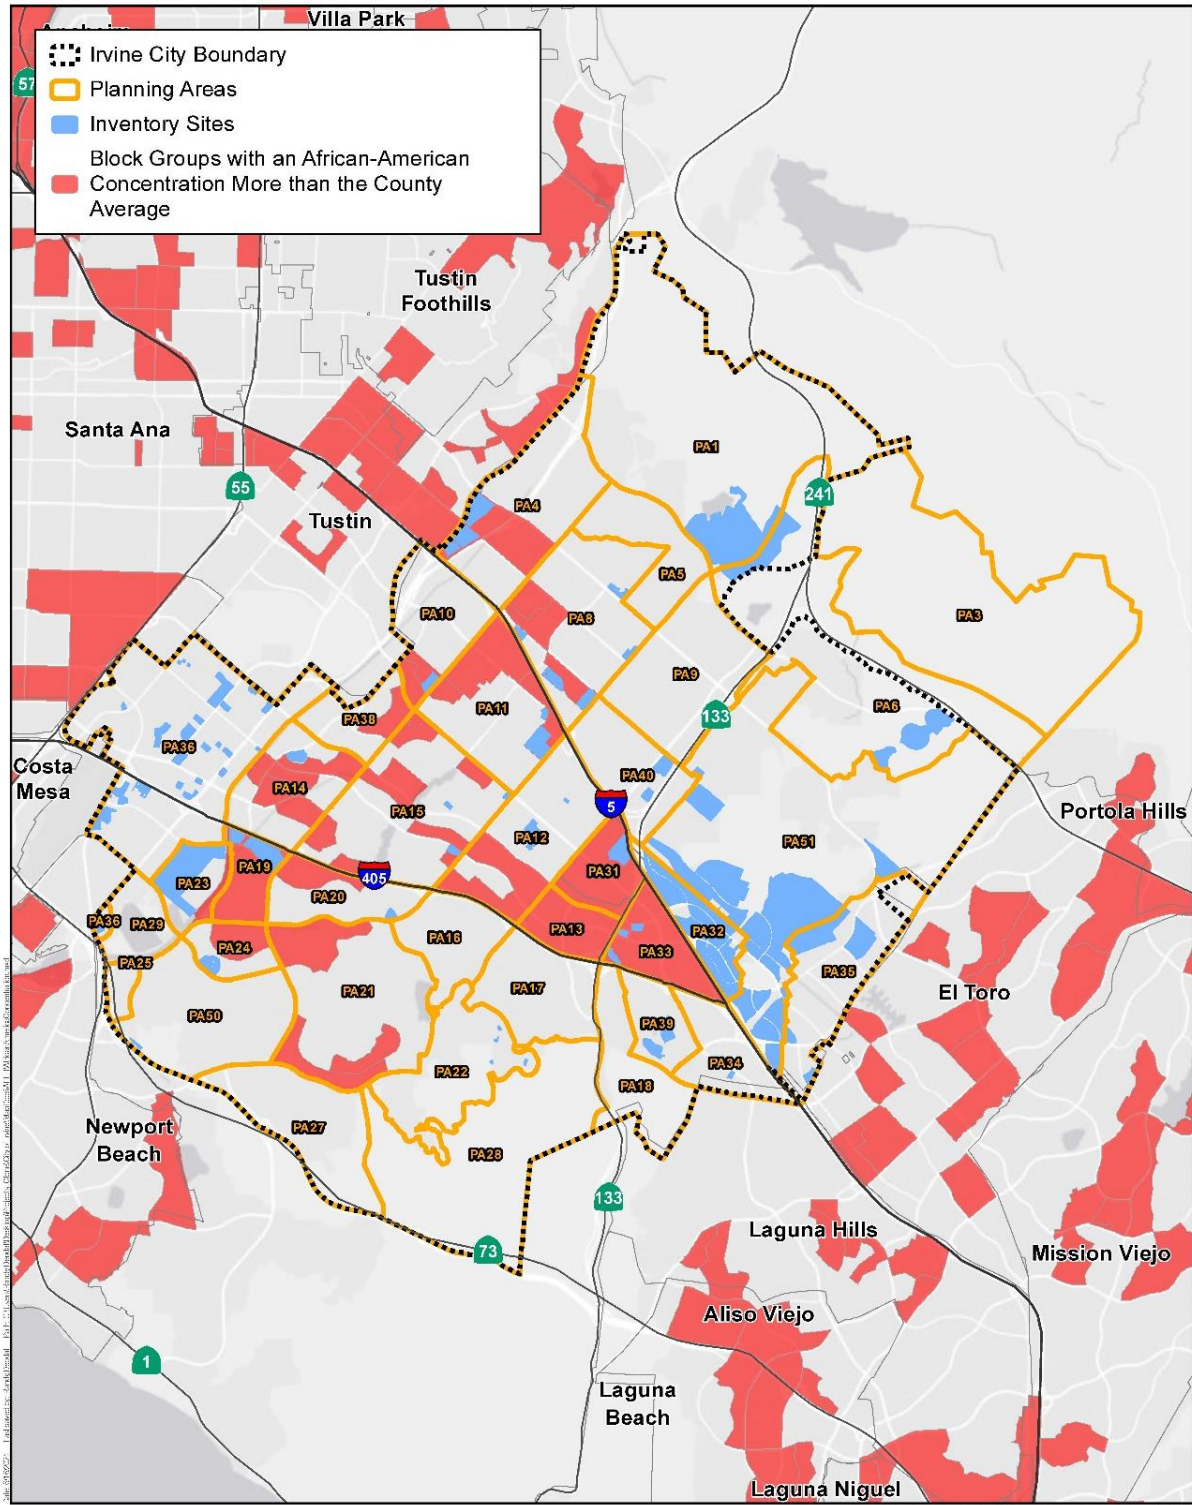 Villa Park
Anaheim
Irvine City Boundary
57
Planning Areas
Inventory Sites
Block Groups with an African-American
Concentration More than the County
Average
Tustin
Foothills
Santa Ana
PA1
55
241
PA4
Tustin
PA5
PA10
PA8
PA3
PA9
PA6
PA11
133
PA38
PA36
Costa
Mesa
PA40
PA14
5
PA15
Portola Hills
PA12
PA51
PA19
PA31
405
PA23
PA20
PA36
PA29
PA13
PA32
PA16
PA24
PA33
PA25
PA35
PA21
PA17
El Toro
PA50
PA39
PA34
PA22
PA18
Newport
Beach
PA27
PA28
133
Laguna Hills
73
Mission Viejo
Aliso Viejo
1
Laguna
Beach
Laguna Niguel